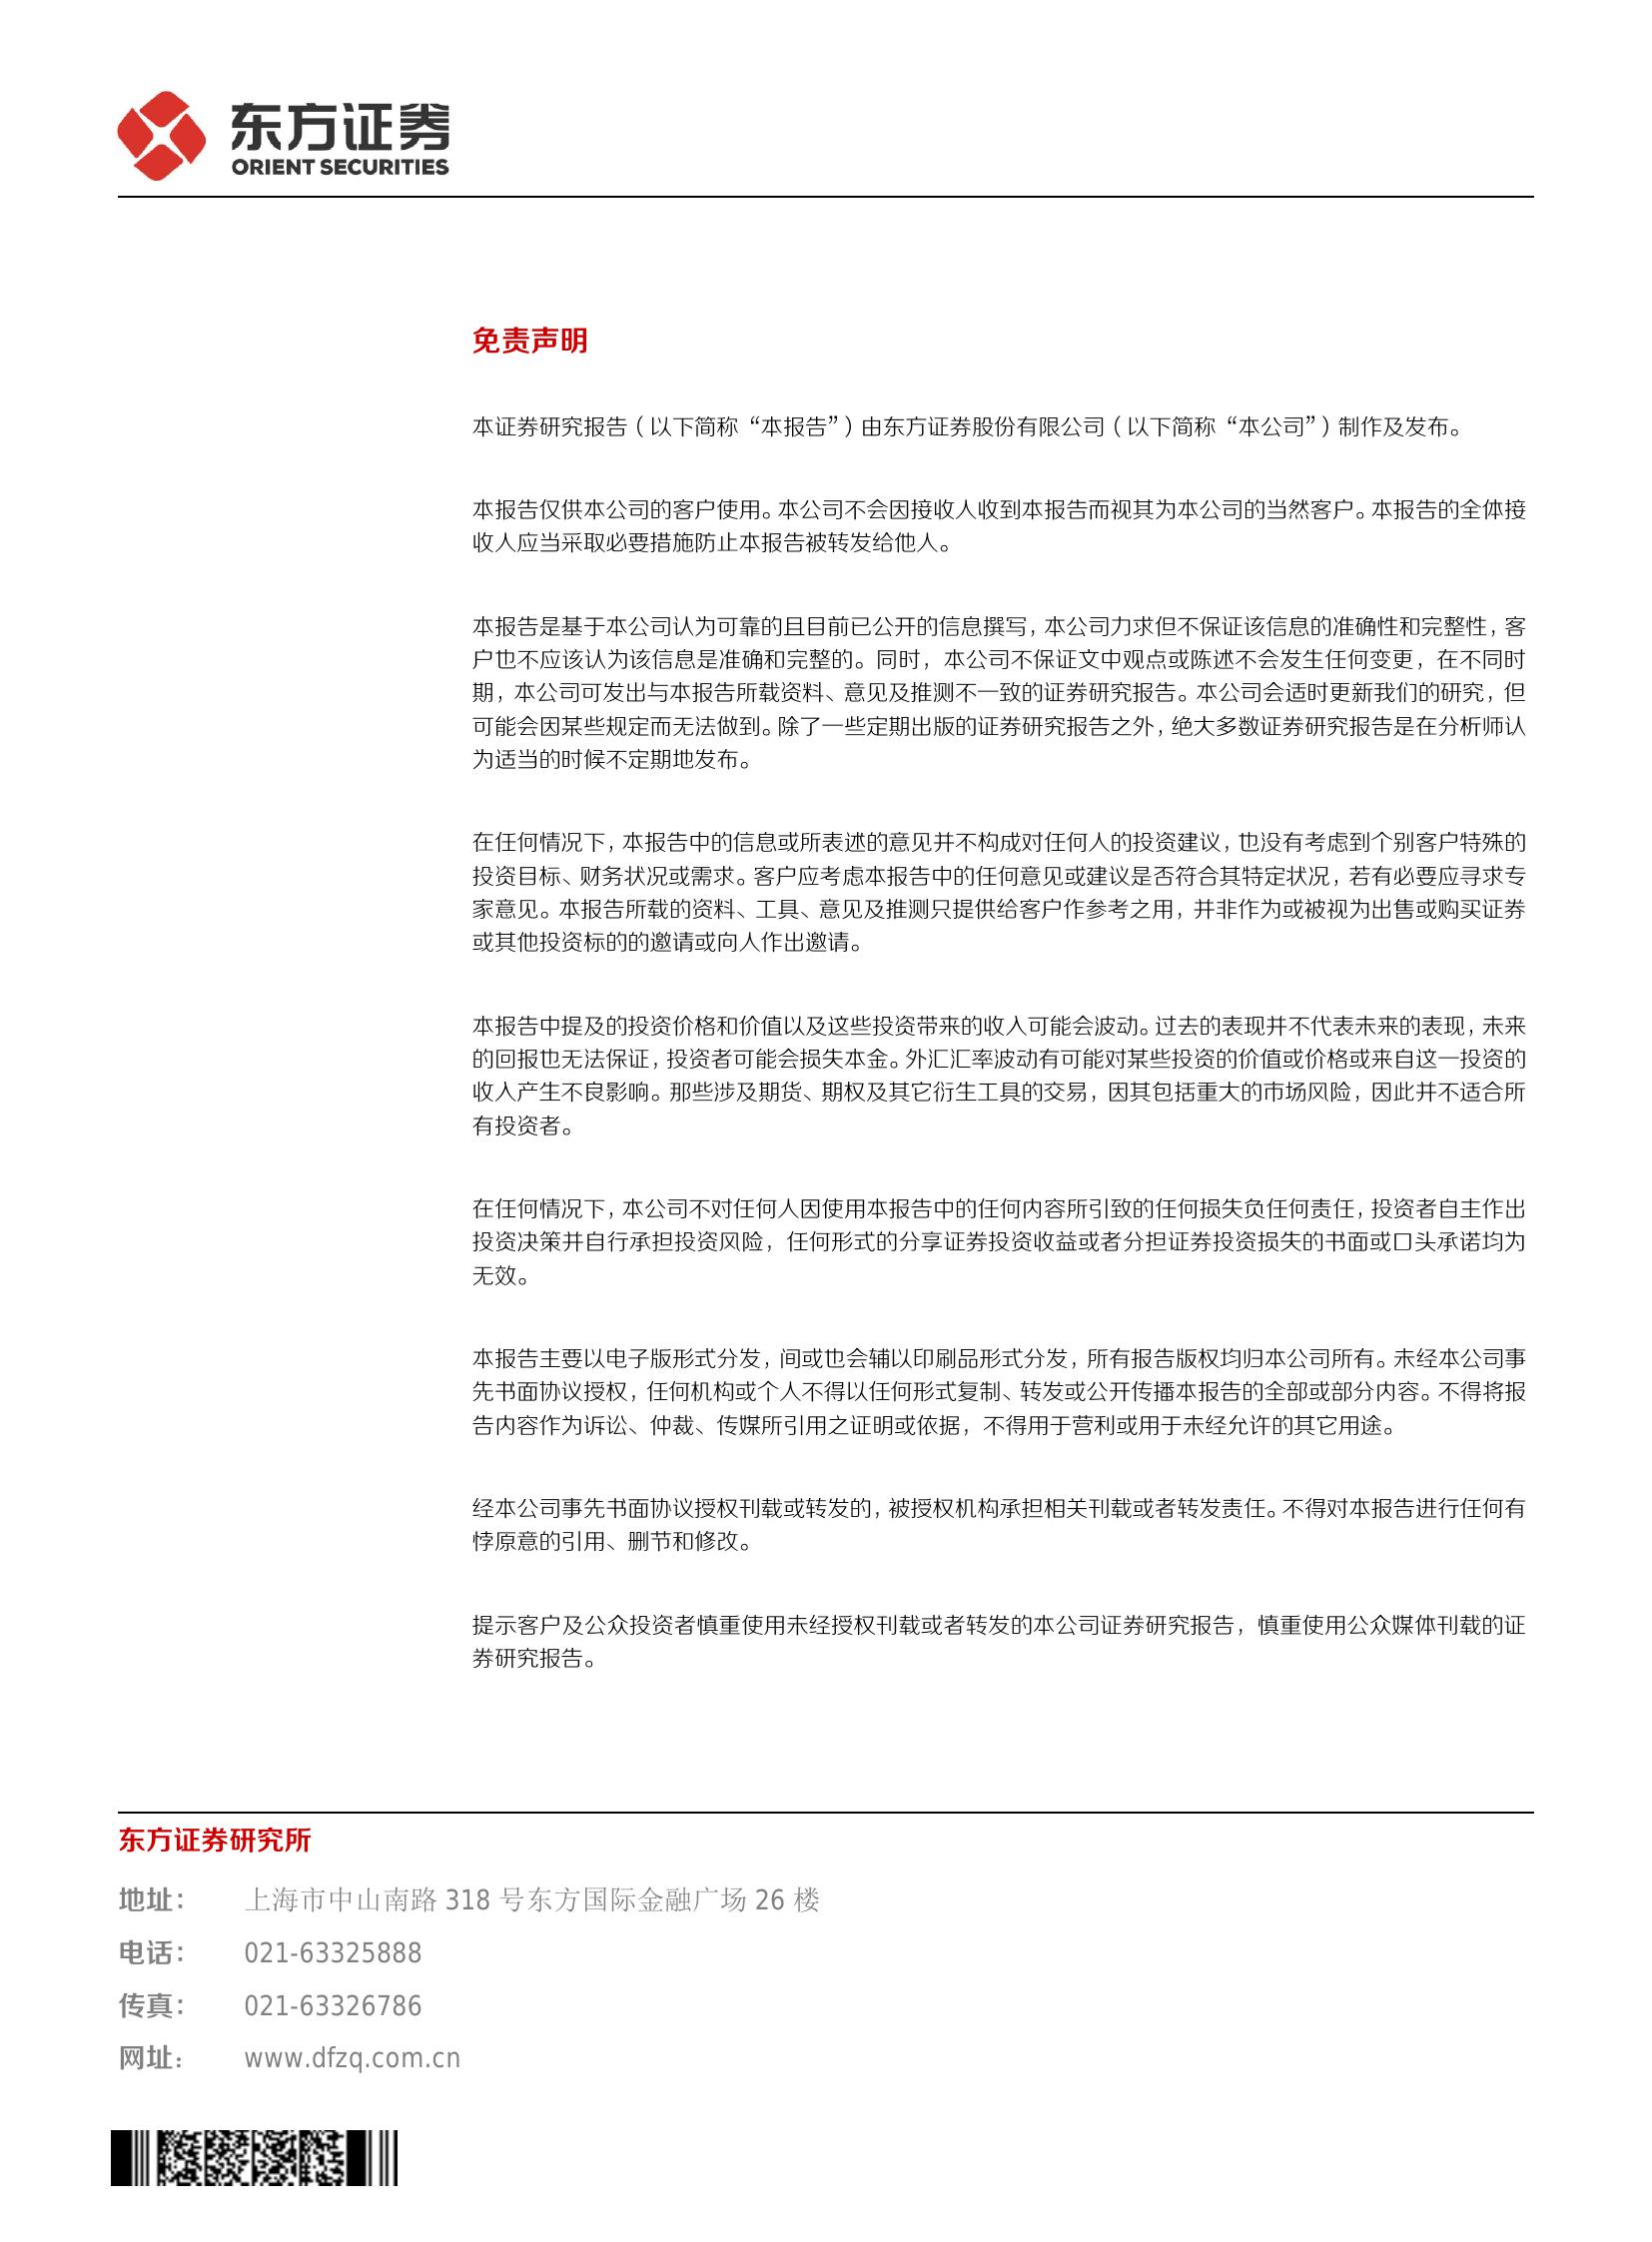 东方证券
ORIENT SECURITIES
免责声明
本证券研究报告（以下简称“本报告”）由东方证券股份有限公司（以下简称“本公司”）制作及发布。
本报告仅供本公司的客户使用。本公司不会因接收人收到本报告而视其为本公司的当然客户。本报告的全体接
收人应当采取必要措施防止本报告被转发给他人。
本报告是基于本公司认为可靠的且目前已公开的信息撰写，本公司力求但不保证该信息的准确性和完整性，客
户也不应该认为该信息是准确和完整的。同时，本公司不保证文中观点或陈述不会发生任何变更，在不同时
期，本公司可发出与本报告所载资料、意见及推测不一致的证券研究报告。本公司会适时更新我们的研究，但
可能会因某些规定而无法做到。除了一些定期出版的证券研究报告之外，绝大多数证券研究报告是在分析师认
为适当的时候不定期地发布。
在任何情况下，本报告中的信息或所表述的意见并不构成对任何人的投资建议，也没有考虑到个别客户特殊的
投资目标、财务状况或需求。客户应考虑本报告中的任何意见或建议是否符合其特定状况，若有必要应寻求专
家意见。本报告所载的资料、工具、意见及推测只提供给客户作参考之用，并非作为或被视为出售或购买证券
或其他投资标的的邀请或向人作出邀请。
本报告中提及的投资价格和价值以及这些投资带来的收入可能会波动。过去的表现并不代表未来的表现，未来
的回报也无法保证，投资者可能会损失本金。外汇汇率波动有可能对某些投资的价值或价格或来自这一投资的
收入产生不良影响。那些涉及期货、期权及其它衍生工具的交易，因其包括重大的市场风险，因此并不适合所
有投资者。
在任何情况下，本公司不对任何人因使用本报告中的任何内容所引致的任何损失负任何责任，投资者自主作出
投资决策并自行承担投资风险，任何形式的分享证券投资收益或者分担证券投资损失的书面或口头承诺均为
无效。
本报告主要以电子版形式分发，间或也会辅以印刷品形式分发，所有报告版权均归本公司所有。未经本公司事
先书面协议授权，任何机构或个人不得以任何形式复制、转发或公开传播本报告的全部或部分内容。不得将报
告内容作为诉讼、仲裁、传媒所引用之证明或依据，不得用于营利或用于未经允许的其它用途。
经本公司事先书面协议授权刊载或转发的，被授权机构承担相关刊载或者转发责任。不得对本报告进行任何有
悖原意的引用、删节和修改。
提示客户及公众投资者慎重使用未经授权刊载或者转发的本公司证券研究报告，慎重使用公众媒体刊载的证
券研究报告。
东方证券研究所
地址： 上海市中山南路 318 号东方国际金融广场 26 楼
电话： 021-63325888
传真： 021-63326786
网址： www.dfzq.com.cn